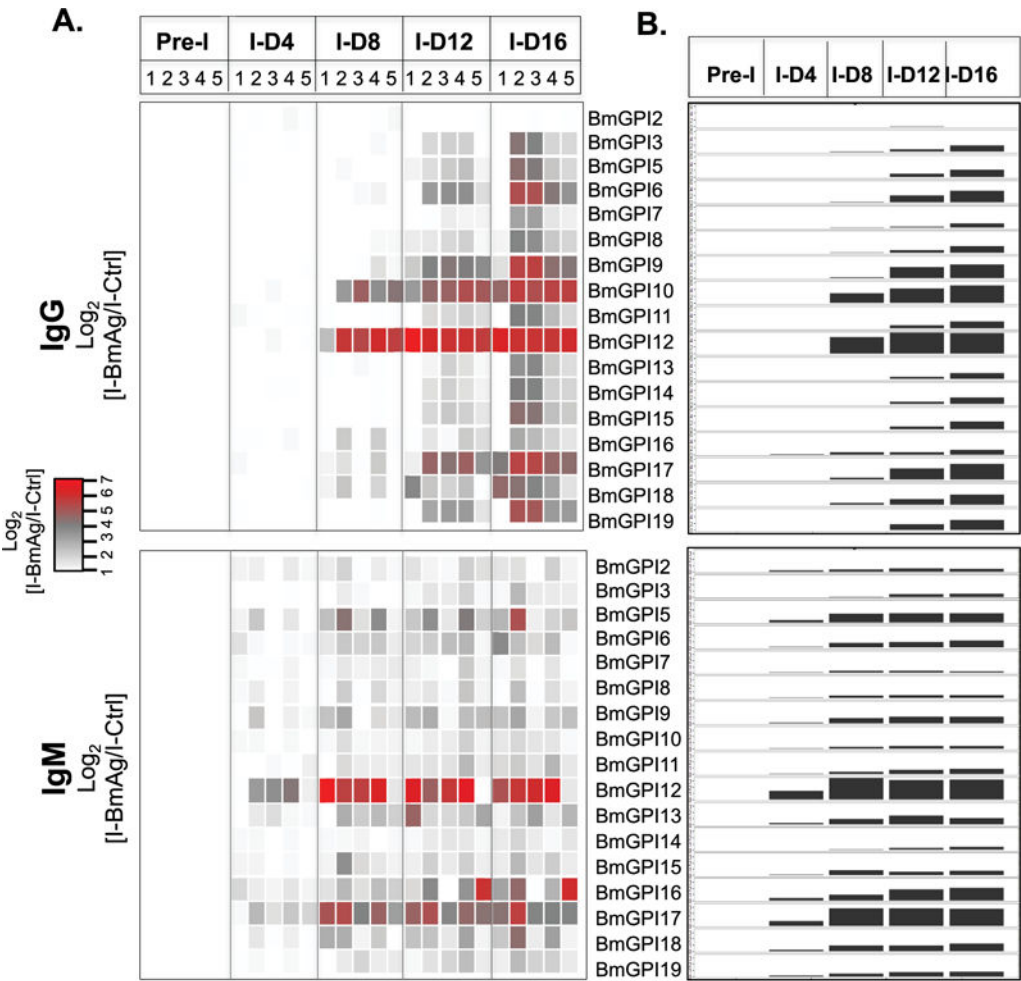 A.
Pre-I I-D4 I-D8 I-D12 I-D16
1 2 3 4 5 1 2 3 4 5 1 2 3 4 5 1 2 3 4 5 1 2 3 4 5
IgG
Log2
[I-BmAg/I-Ctrl]
BmGPI2
BmGPI3
BmGPI5
BmGPI6
BmGPI7
BmGPI8
BmGPI9
BmGPI10
BmGPI11
BmGPI12
BmGPI13
BmGPI14
BmGPI15
BmGPI16
BmGPI17
BmGPI18
BmGPI19
Log2
[I-BmAg/I-Ctrl]
1 2 3 4 5 6 7
IgM
Log2
[I-BmAg/I-Ctrl]
BmGPI2
BmGPI3
BmGPI5
BmGPI6
BmGPI7
BmGPI8
BmGPI9
BmGPI10
BmGPI11
BmGPI12
BmGPI13
BmGPI14
BmGPI15
BmGPI16
BmGPI17
BmGPI18
BmGPI19
B.
Pre-I I-D4 I-D8 I-D12 I-D16